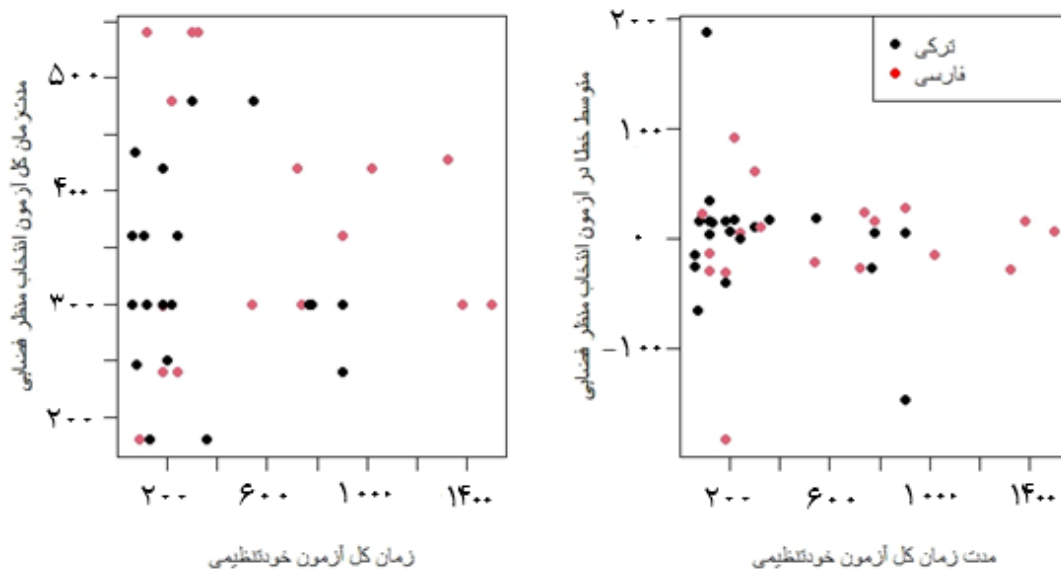 مدت‌زمان کل آزمون انتخاب منظر فضایی
۵۰۰
۴۰۰
۳۰۰
۲۰۰
۲۰۰ ۶۰۰ ۱۰۰۰ ۱۴۰۰
زمان کل آزمون خودتنظیمی
متوسط خطا در آزمون انتخاب منظر فضایی
۲۰۰
۱۰۰
۰
-۱۰۰
ترکی
فارسی
۲۰۰ ۶۰۰ ۱۰۰۰ ۱۴۰۰
مدت زمان کل آزمون خودتنظیمی